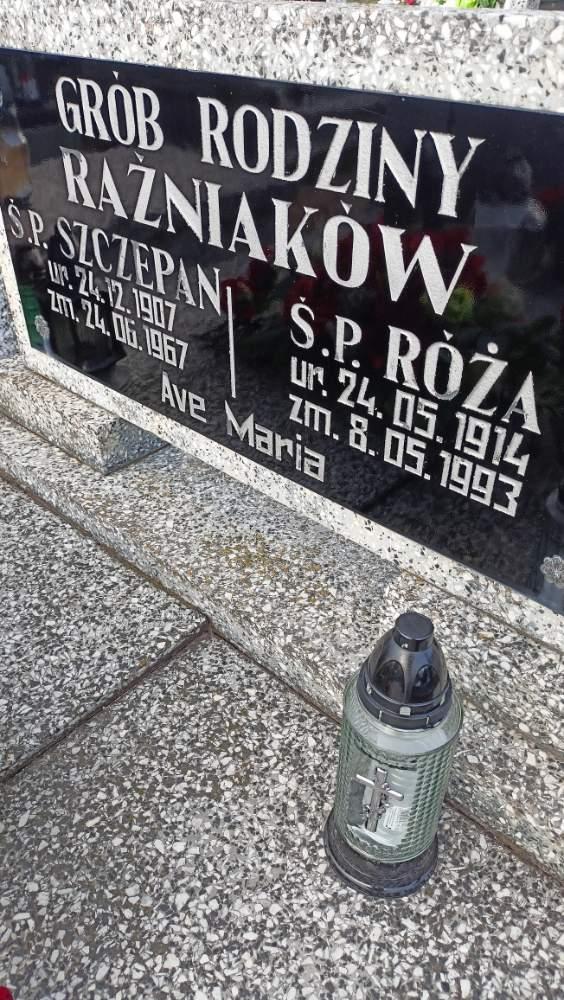 GRÓB RODZINY
RAŹNIAKÓW
Ś.P. SZCZEPAN
ur. 24.12.1907
zm. 24.06.1967
Ś.P. RÓŻA
ur. 24.05.1914
zm. 8.05.1993
Ave Maria